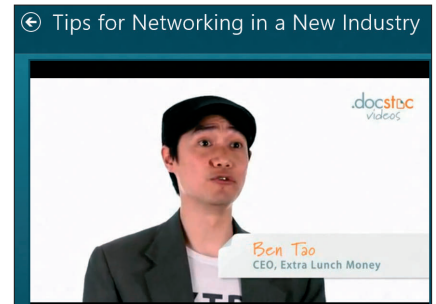 Tips for Networking in a New Industry
.docstoc
videos
Ben Tao
CEO, Extra Lunch Money